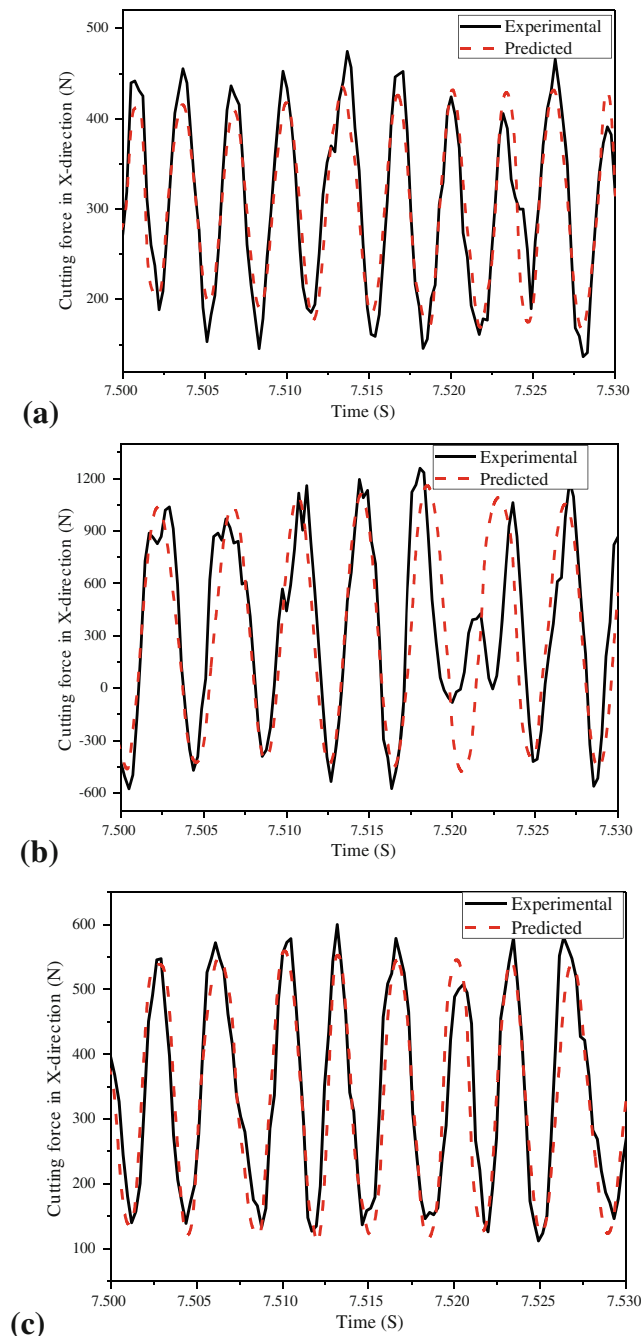 Experimental
Predicted
Cutting force in X-direction (N)
500
400
300
200
7.500
7.505
7.510
7.515
7.520
7.525
7.530
Time (S)
(a)
Experimental
Predicted
Cutting force in X-direction (N)
1200
900
600
300
0
-300
-600
7.500
7.505
7.510
7.515
7.520
7.525
7.530
Time (S)
(b)
Experimental
Predicted
Cutting force in X-direction (N)
600
500
400
300
200
100
7.500
7.505
7.510
7.515
7.520
7.525
7.530
Time (S)
(c)